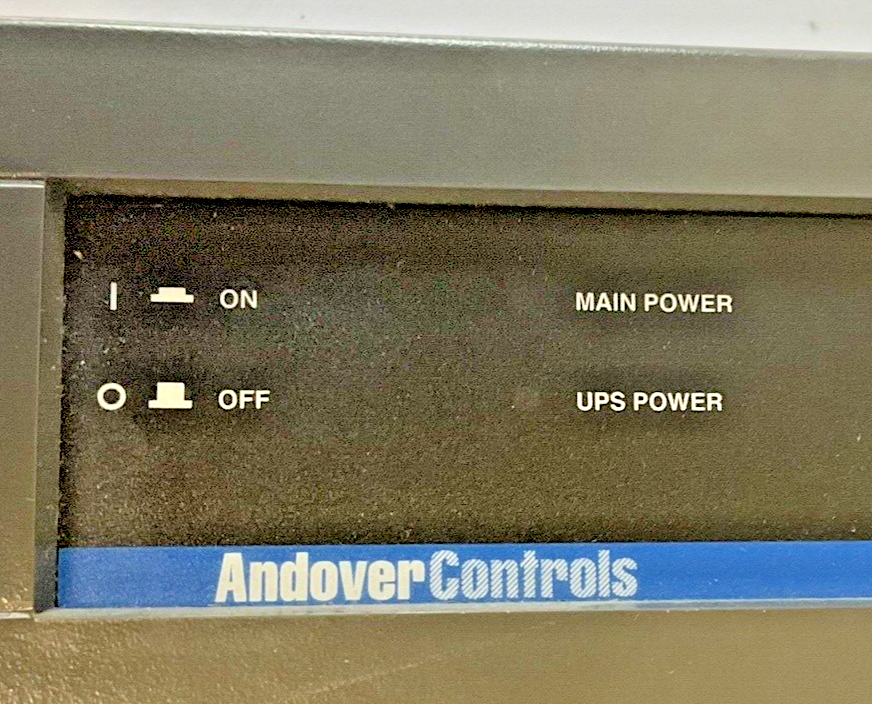 | ON MAIN POWER
O OFF UPS POWER
AndoverControls